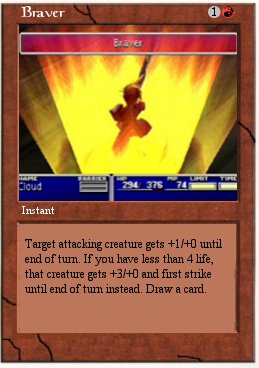 Braver 1
Braver
NAME BARRIER HP MP LIMIT TIME
Cloud 294 376 74
Instant
Target attacking creature gets +1/+0 until
end of turn. If you have less than 4 life,
that creature gets +3/+0 and first strike
until end of turn instead. Draw a card.